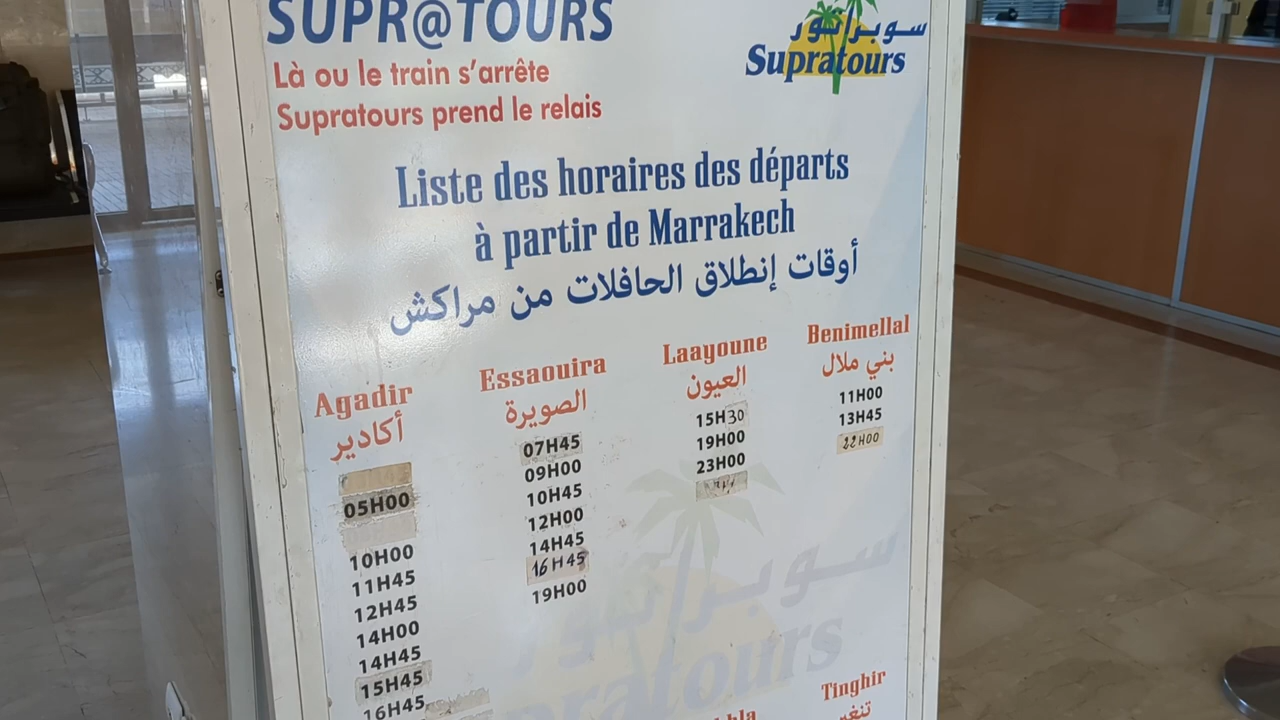 SUPR@TOURS
Là ou le train s'arrête
Supratours prend le relais
سوبراتور
Supratours
Liste des horaires des départs
à partir de Marrakech
أوقات إنطلاق الحافلات من مراكش
Agadir
أكادير
05H00
10H00
11H45
12H45
14H00
14H45
15H45
16H45
Essaouira
الصويرة
07H45
09H00
10H45
12H00
14H45
16H45
19H00
Laayoune
العيون
15H30
19H00
23H00
Benimellal
بني ملال
11H00
13H45
22H00
سوبراتور
Supratours
Tinghir
تنغير